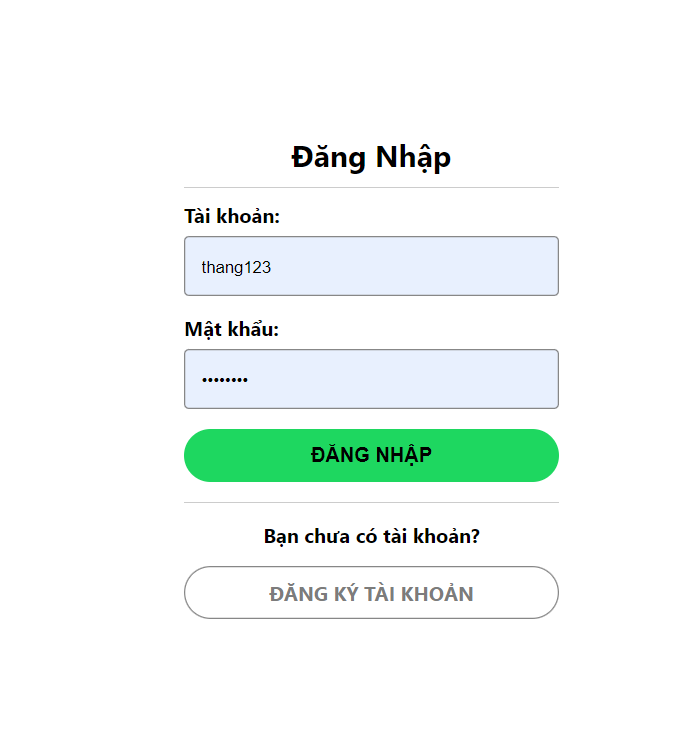 Đăng Nhập
Tài khoản:
thang123
Mật khẩu:
••••••••
ĐĂNG NHẬP
Bạn chưa có tài khoản?
ĐĂNG KÝ TÀI KHOẢN